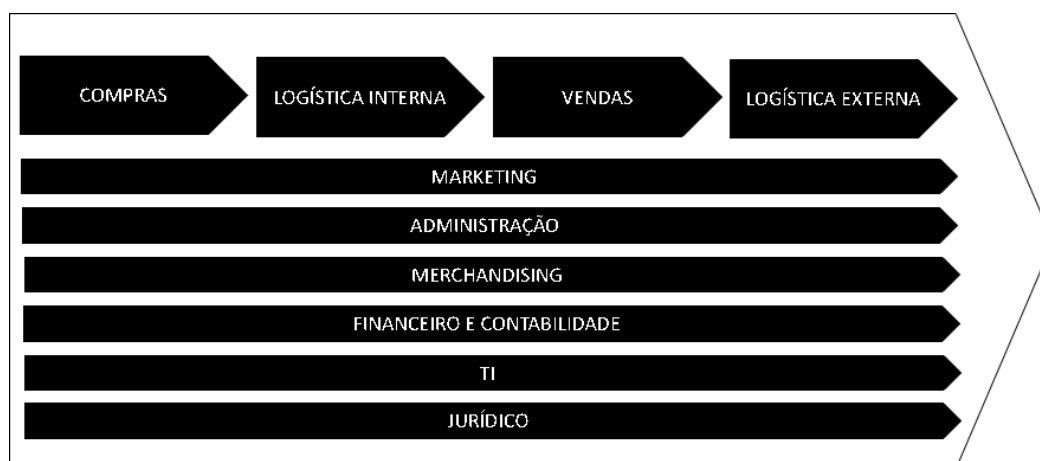 COMPRAS
LOGÍSTICA INTERNA
VENDAS
LOGÍSTICA EXTERNA
MARKETING
ADMINISTRAÇÃO
MERCHANDISING
FINANCEIRO E CONTABILIDADE
TI
JURÍDICO